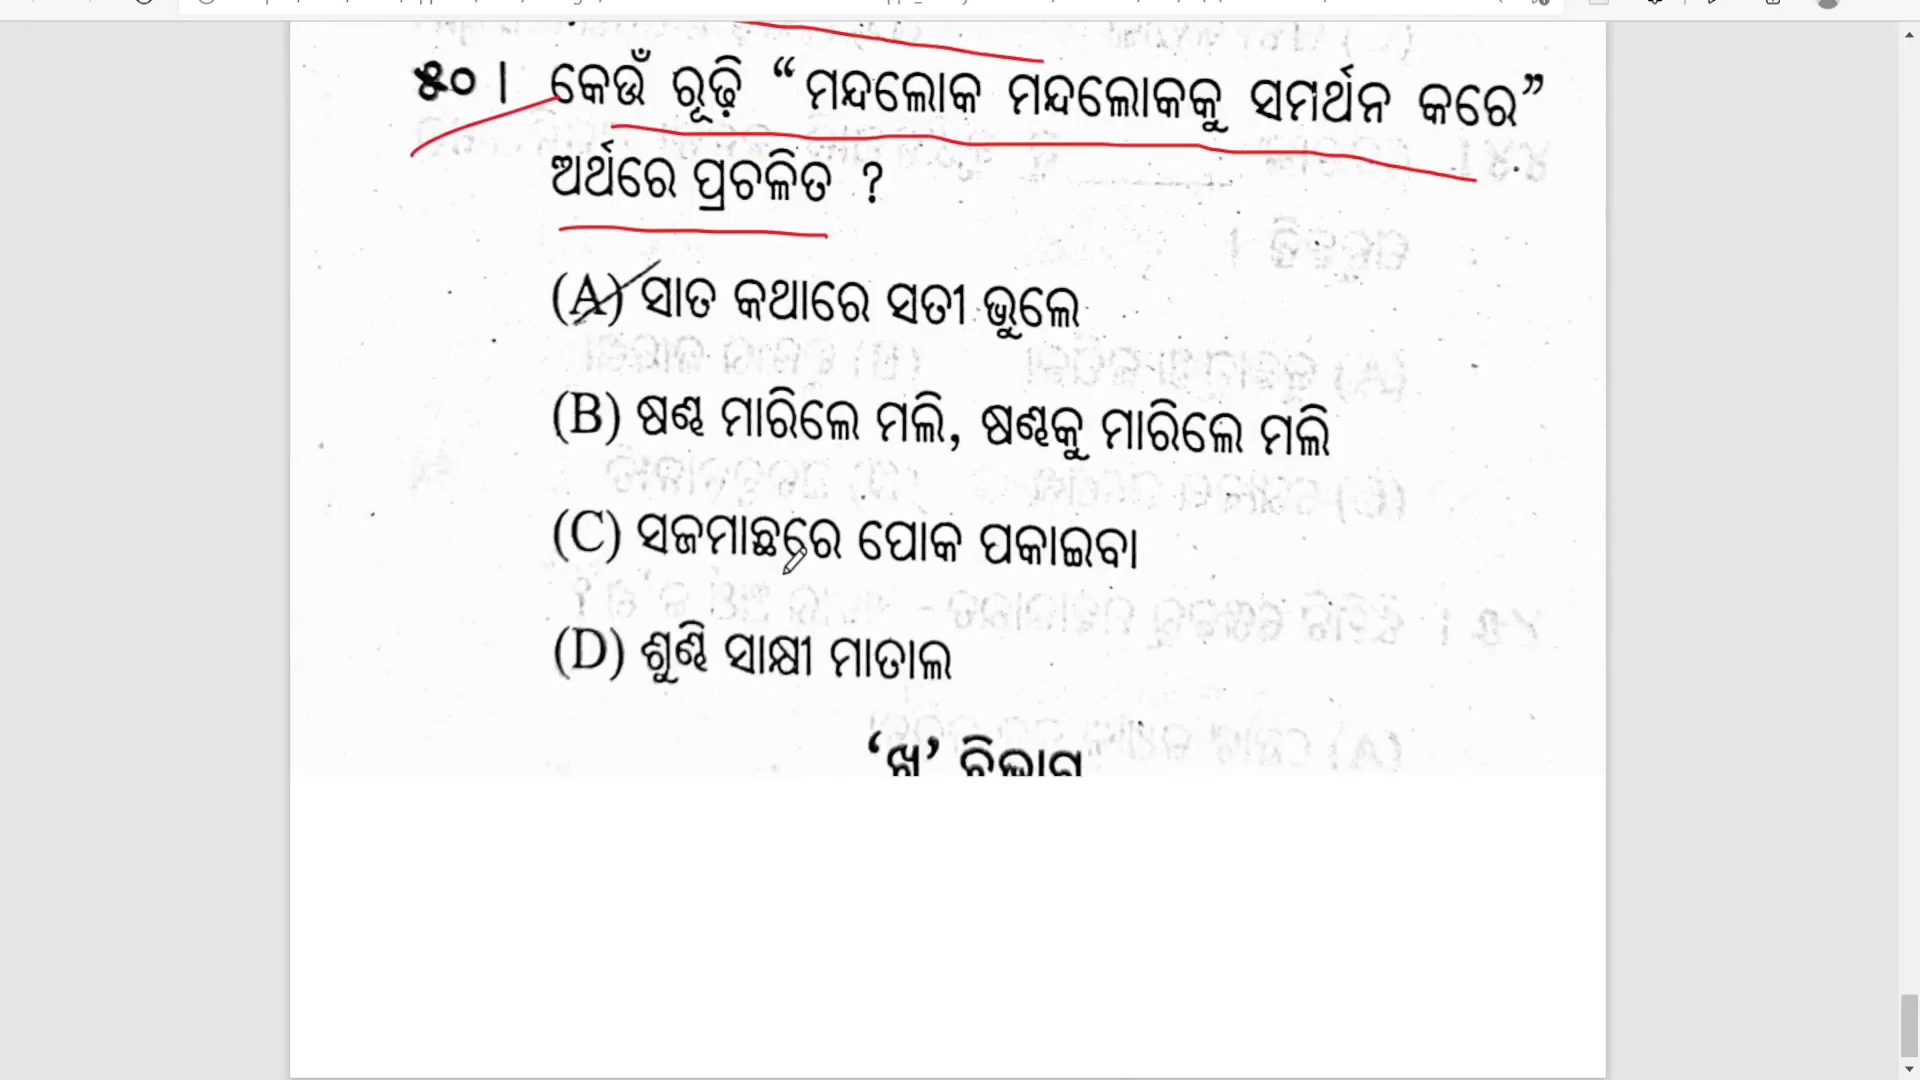 ୫୦ । କେଉଁ ରୂଢ଼ି “ମନ୍ଦଲୋକ ମନ୍ଦଲୋକକୁ ସମର୍ଥନ କରେ”
ଅର୍ଥରେ ପ୍ରଚଳିତ ?
(A) ସାତ କଥାରେ ସତୀ ଭୁଲେ
(B) ଷଣ୍ଢ ମାରିଲେ ମଲି, ଷଣ୍ଢକୁ ମାରିଲେ ମଲି
(C) ସଜମାଛରେ ପୋକ ପକାଇବା
(D) ଶୁଣ୍ଢି ସାକ୍ଷୀ ମାତାଲ
‘ଖ’ ବିଭାଗ